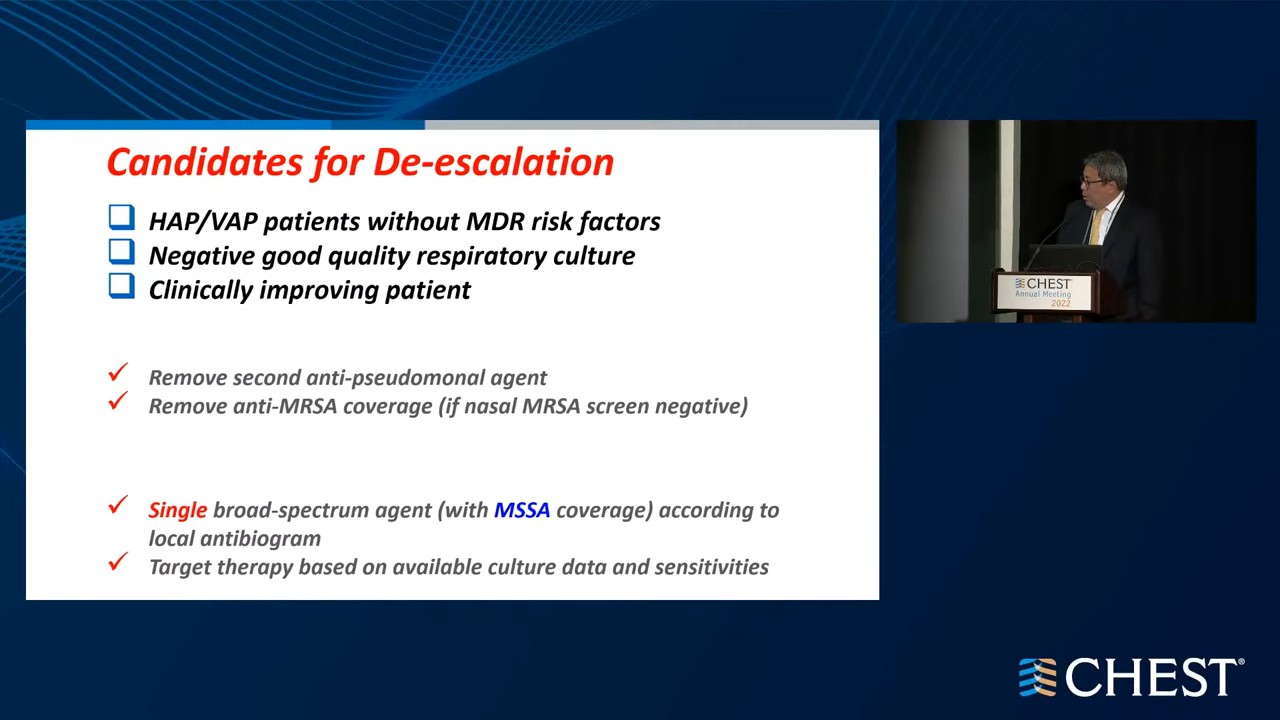 Candidates for De-escalation
HAP/VAP patients without MDR risk factors
Negative good quality respiratory culture
Clinically improving patient
Remove second anti-pseudomonal agent
Remove anti-MRSA coverage (if nasal MRSA screen negative)
Single broad-spectrum agent (with MSSA coverage) according to
local antibiogram
Target therapy based on available culture data and sensitivities
CHEST
Annual Meeting
2022
CHEST®